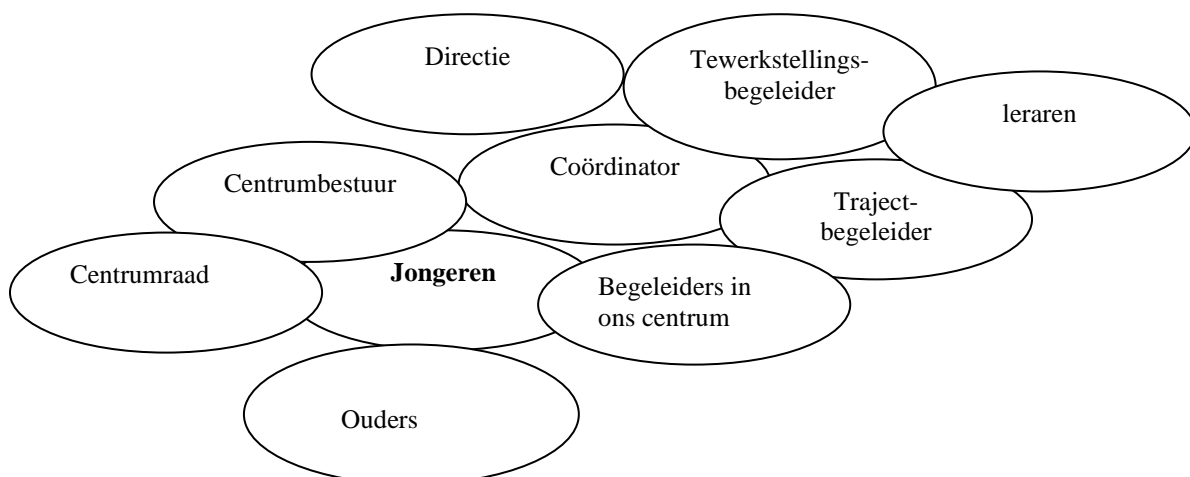 Directie
Tewerkstellings-
begeleider
leraren
Coördinator
Centrumbestuur
Traject-
begeleider
Centrumraad
Jongeren
Begeleiders in
ons centrum
Ouders